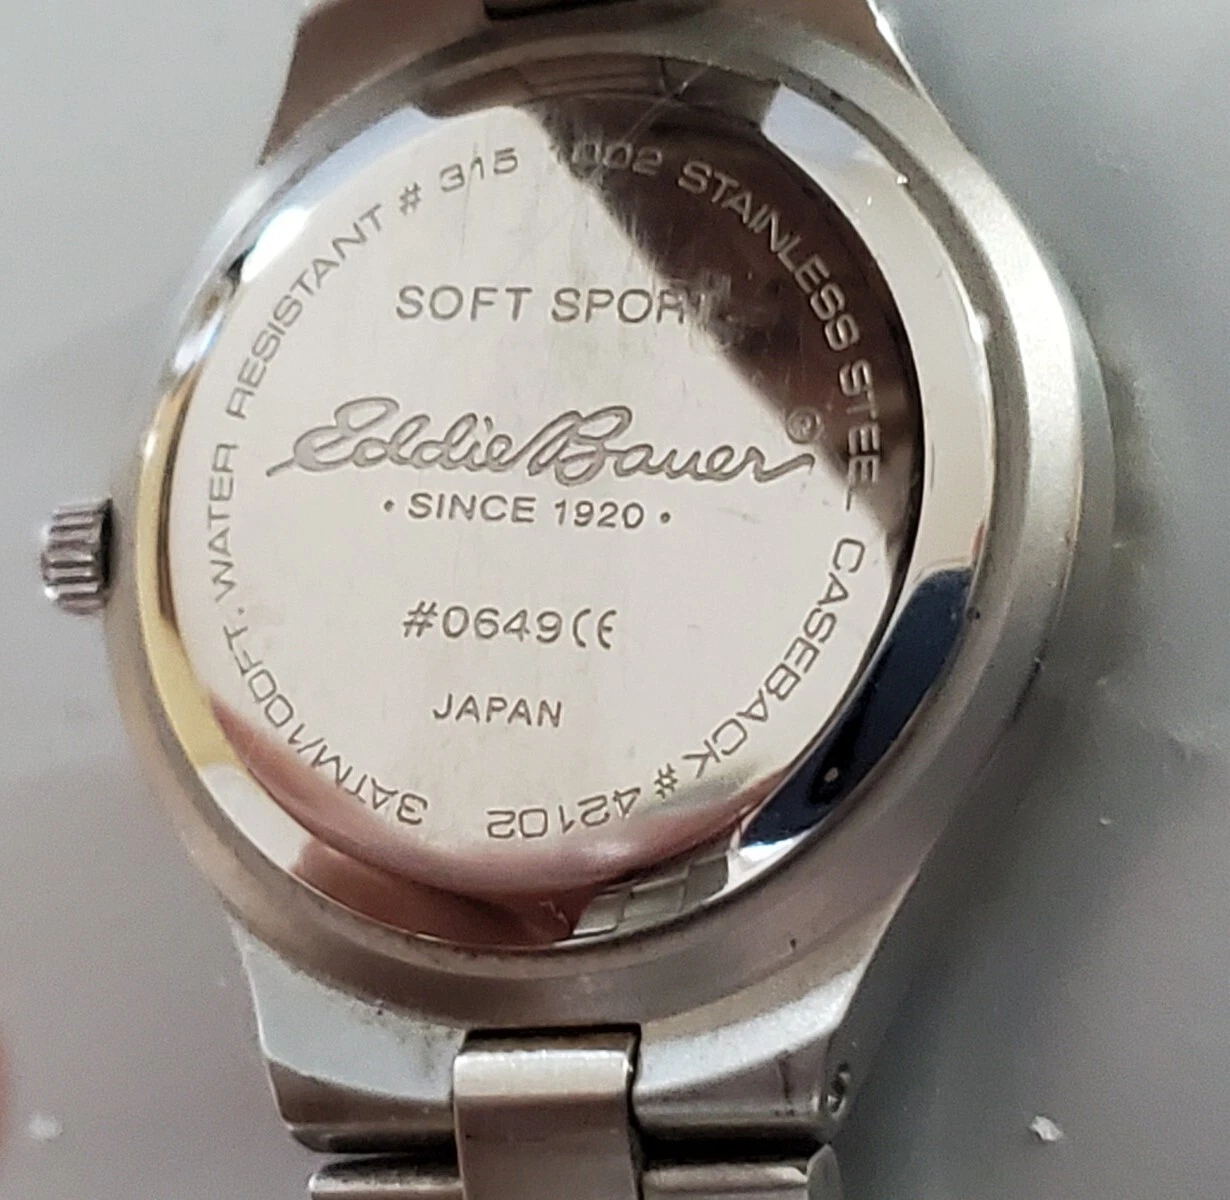 SOFT SPORT
Eddie Bauer®
• SINCE 1920 •
#0649 CE
JAPAN
3ATM/100FT. WATER RESISTANT # 315 STAINLESS STEEL CASEBACK # 42102